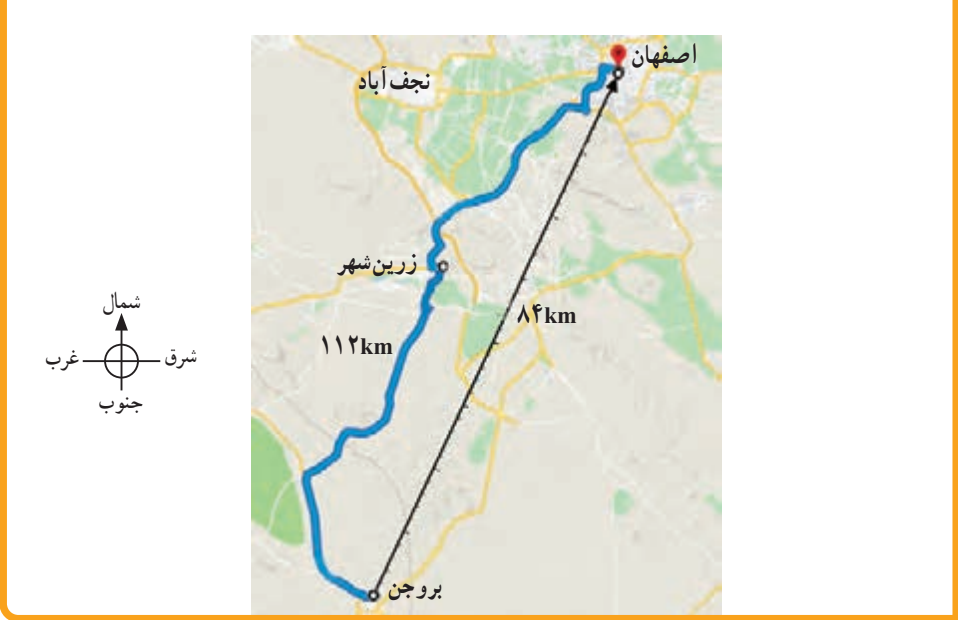 اصفهان
نجف‌آباد
زرین‌شهر
۸۴km
۱۱۲km
بروجن
شمال
غرب
شرق
جنوب